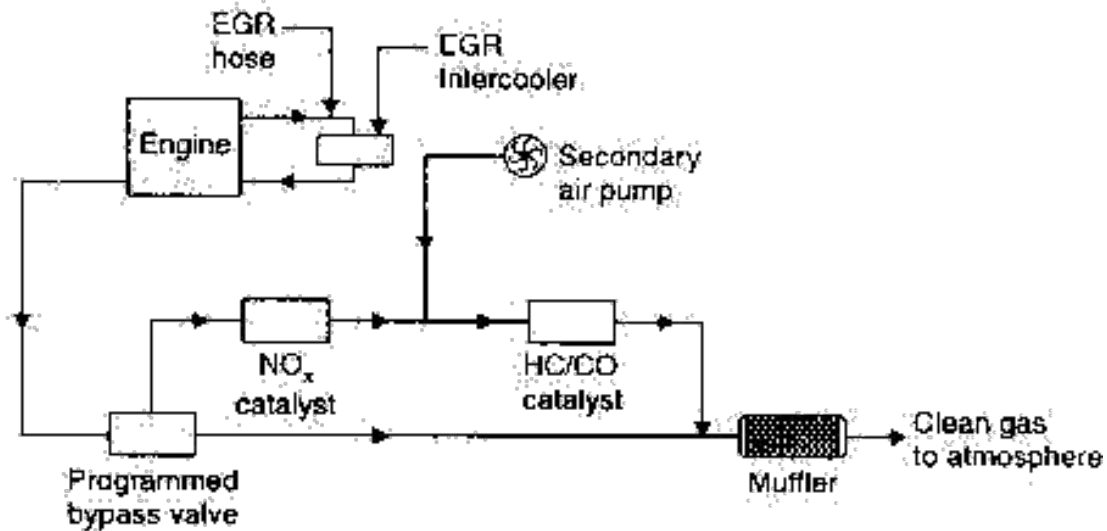 EGR
hose
EGR
Intercooler
Engine
Secondary
air pump
NOₓ
catalyst
HC/CO
catalyst
Programmed
bypass valve
Muffler
Clean gas
to atmosphere